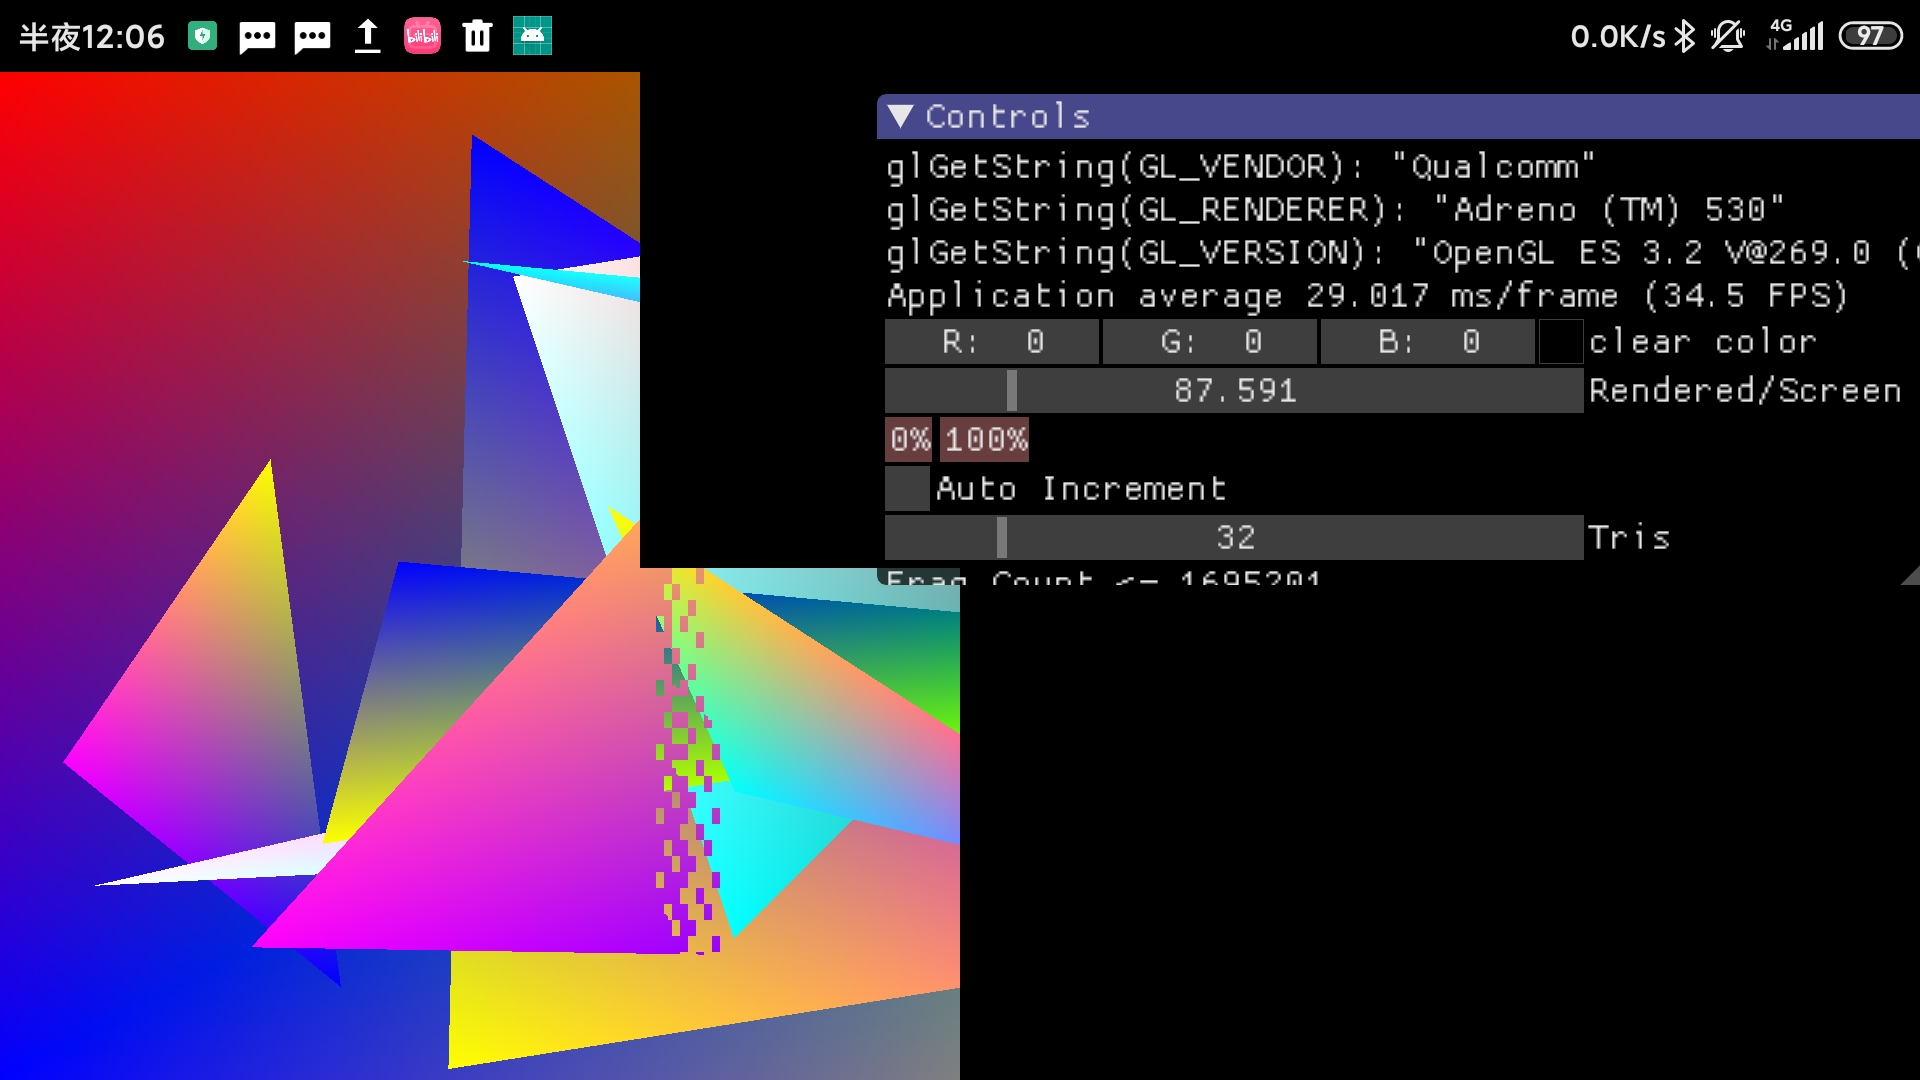 半夜12:06 bilibili 0.0K/s 4G 97
Controls
glGetString(GL_VENDOR): "Qualcomm"
glGetString(GL_RENDERER): "Adreno (TM) 530"
glGetString(GL_VERSION): "OpenGL ES 3.2 V@269.0 (
Application average 29.017 ms/frame (34.5 FPS)
R: 0 G: 0 B: 0 clear color
87.591 Rendered/Screen
0% 100%
Auto Increment
32 Tris
Frag Count <= 1695201